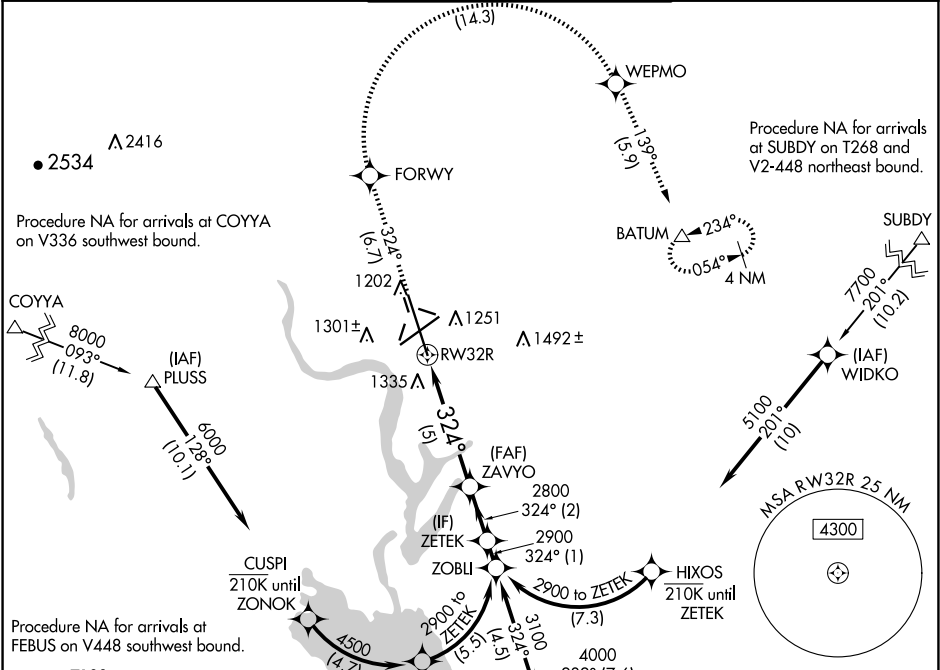 (14.3)
WEPMO
2416
2534
139°
(5.9)
Procedure NA for arrivals
at SUBDY on T268 and
V2-448 northeast bound.
FORWY
Procedure NA for arrivals at COYYA
on V336 southwest bound.
324°
(6.7)
BATUM
234°
054°
4 NM
SUBDY
7700
201°
(10.2)
1202
COYYA
8000
093°
(11.8)
1301±
1251
1492±
RW32R
(IAF)
WIDKO
(IAF)
PLUSS
1335
6000
128°
(10.1)
324°
(5)
5100
201°
(10)
(FAF)
ZAVYO
2800
324° (2)
MSA RW32R 25 NM
4300
(IF)
ZETEK
2900
324° (1)
ZOBLI
CUSPI
210K until
ZONOK
2900 to ZETEK
(7.3)
HIXOS
210K until
ZETEK
Procedure NA for arrivals at
FEBUS on V448 southwest bound.
4500
(4.7)
2900 to
ZETEK
(5.5)
3100
324°
(4.5)
4000